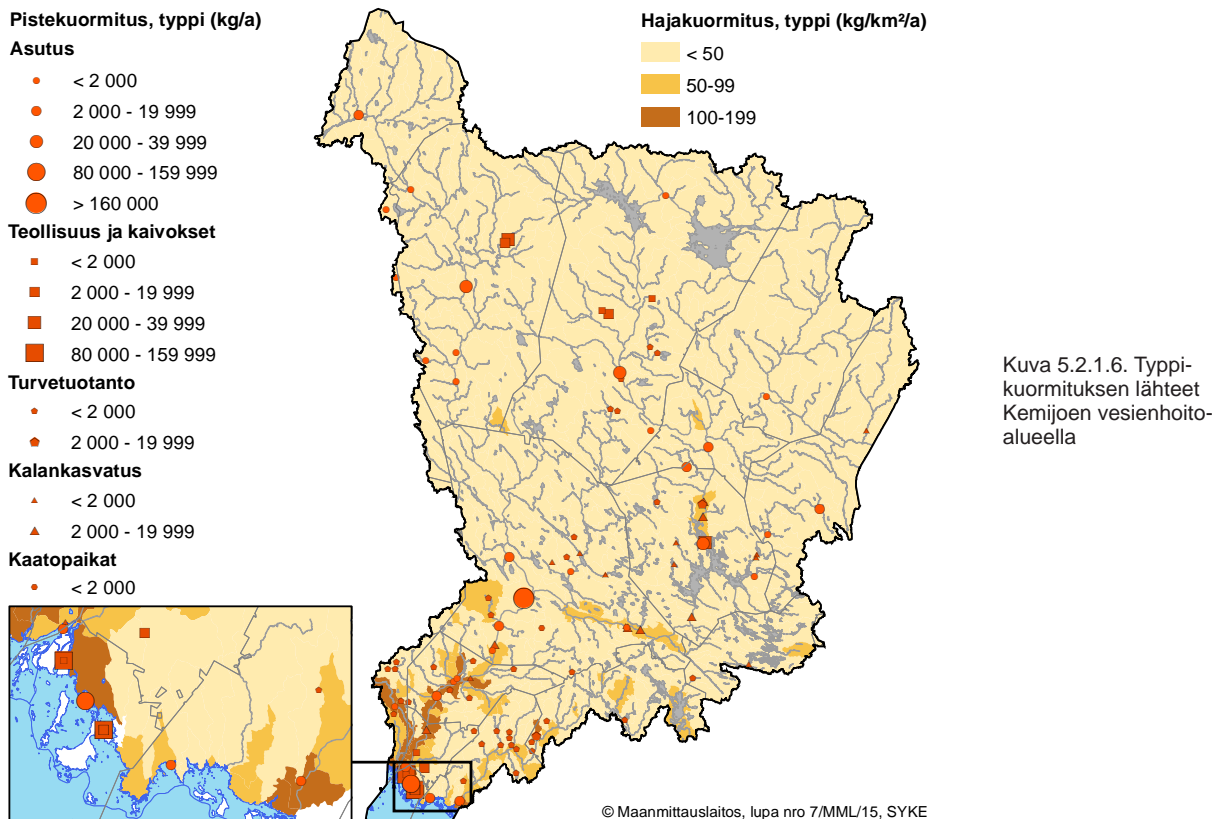 Pistekuormitus, typpi (kg/a)
Asutus
< 2 000
2 000 - 19 999
20 000 - 39 999
80 000 - 159 999
> 160 000
Teollisuus ja kaivokset
< 2 000
2 000 - 19 999
20 000 - 39 999
80 000 - 159 999
Turvetuotanto
< 2 000
2 000 - 19 999
Kalankasvatus
< 2 000
2 000 - 19 999
Kaatopaikat
< 2 000
Hajakuormitus, typpi (kg/km²/a)
< 50
50-99
100-199
Kuva 5.2.1.6. Typpi-
kuormituksen lähteet
Kemijoen vesienhoito-
alueella
© Maanmittauslaitos, lupa nro 7/MML/15, SYKE